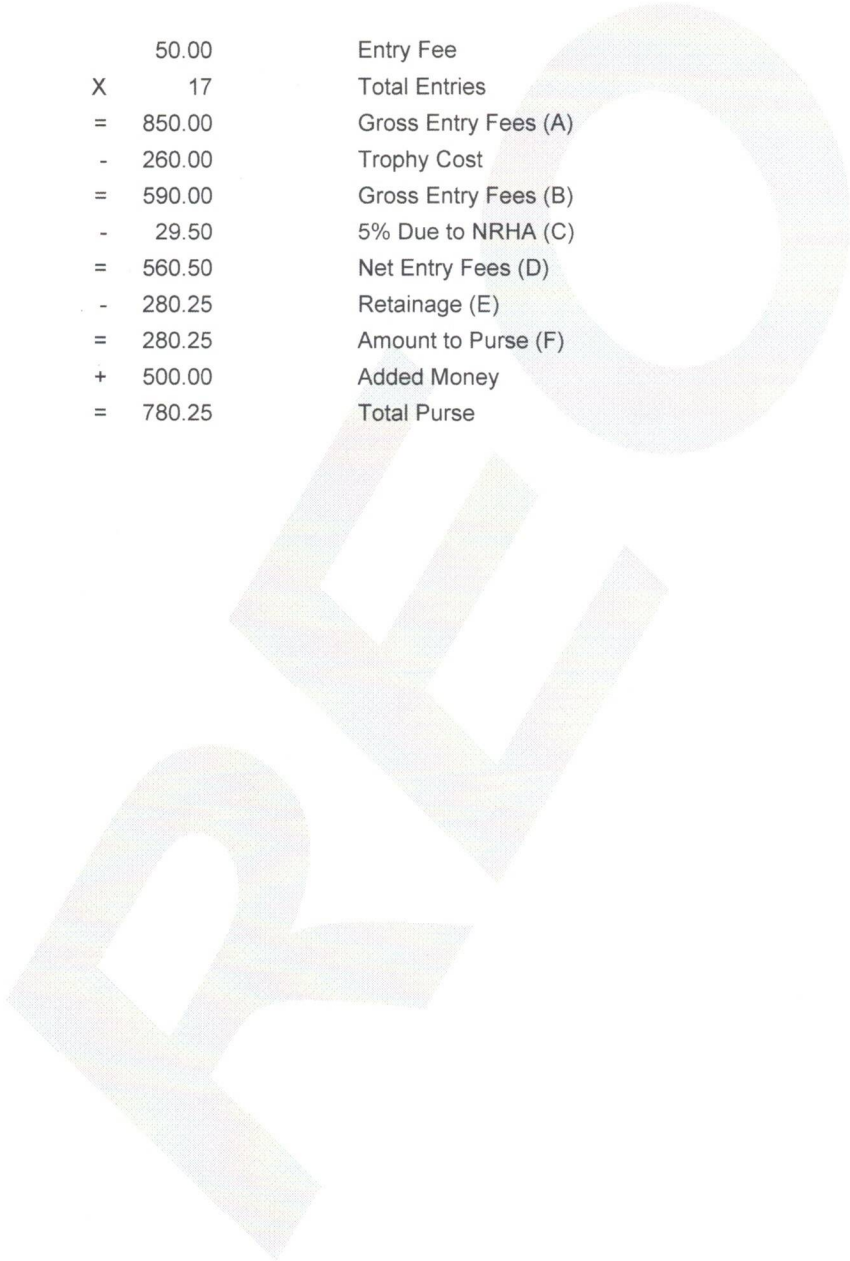 50.00 Entry Fee
X 17 Total Entries
= 850.00 Gross Entry Fees (A)
- 260.00 Trophy Cost
= 590.00 Gross Entry Fees (B)
- 29.50 5% Due to NRHA (C)
= 560.50 Net Entry Fees (D)
- 280.25 Retainage (E)
= 280.25 Amount to Purse (F)
+ 500.00 Added Money
= 780.25 Total Purse
REO